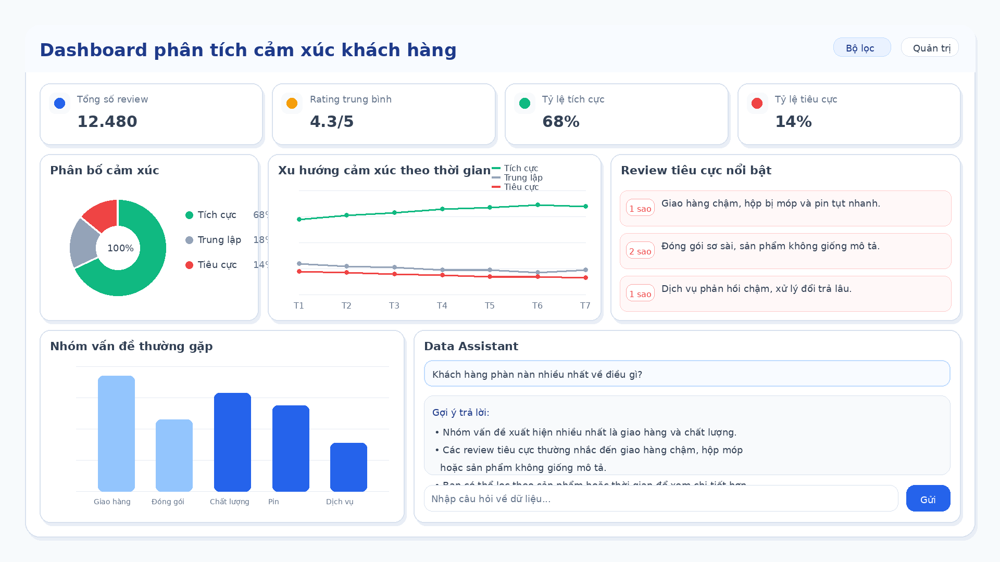 Dashboard phân tích cảm xúc khách hàng
Bộ lọc
Quản trị
Tổng số review
12.480
Rating trung bình
4.3/5
Tỷ lệ tích cực
68%
Tỷ lệ tiêu cực
14%
Phân bố cảm xúc
100%
Tích cực 68%
Trung lập 18%
Tiêu cực 14%
Xu hướng cảm xúc theo thời gian
Tích cực
Trung lập
Tiêu cực
T1 T2 T3 T4 T5 T6 T7
Review tiêu cực nổi bật
1 sao Giao hàng chậm, hộp bị móp và pin tụt nhanh.
2 sao Đóng gói sơ sài, sản phẩm không giống mô tả.
1 sao Dịch vụ phản hồi chậm, xử lý đổi trả lâu.
Nhóm vấn đề thường gặp
Giao hàng Đóng gói Chất lượng Pin Dịch vụ
Data Assistant
Khách hàng phàn nàn nhiều nhất về điều gì?
Gợi ý trả lời:
• Nhóm vấn đề xuất hiện nhiều nhất là giao hàng và chất lượng.
• Các review tiêu cực thường nhắc đến giao hàng chậm, hộp móp
hoặc sản phẩm không giống mô tả.
• Bạn có thể lọc theo sản phẩm hoặc thời gian để xem chi tiết hơn.
Nhập câu hỏi về dữ liệu...
Gửi